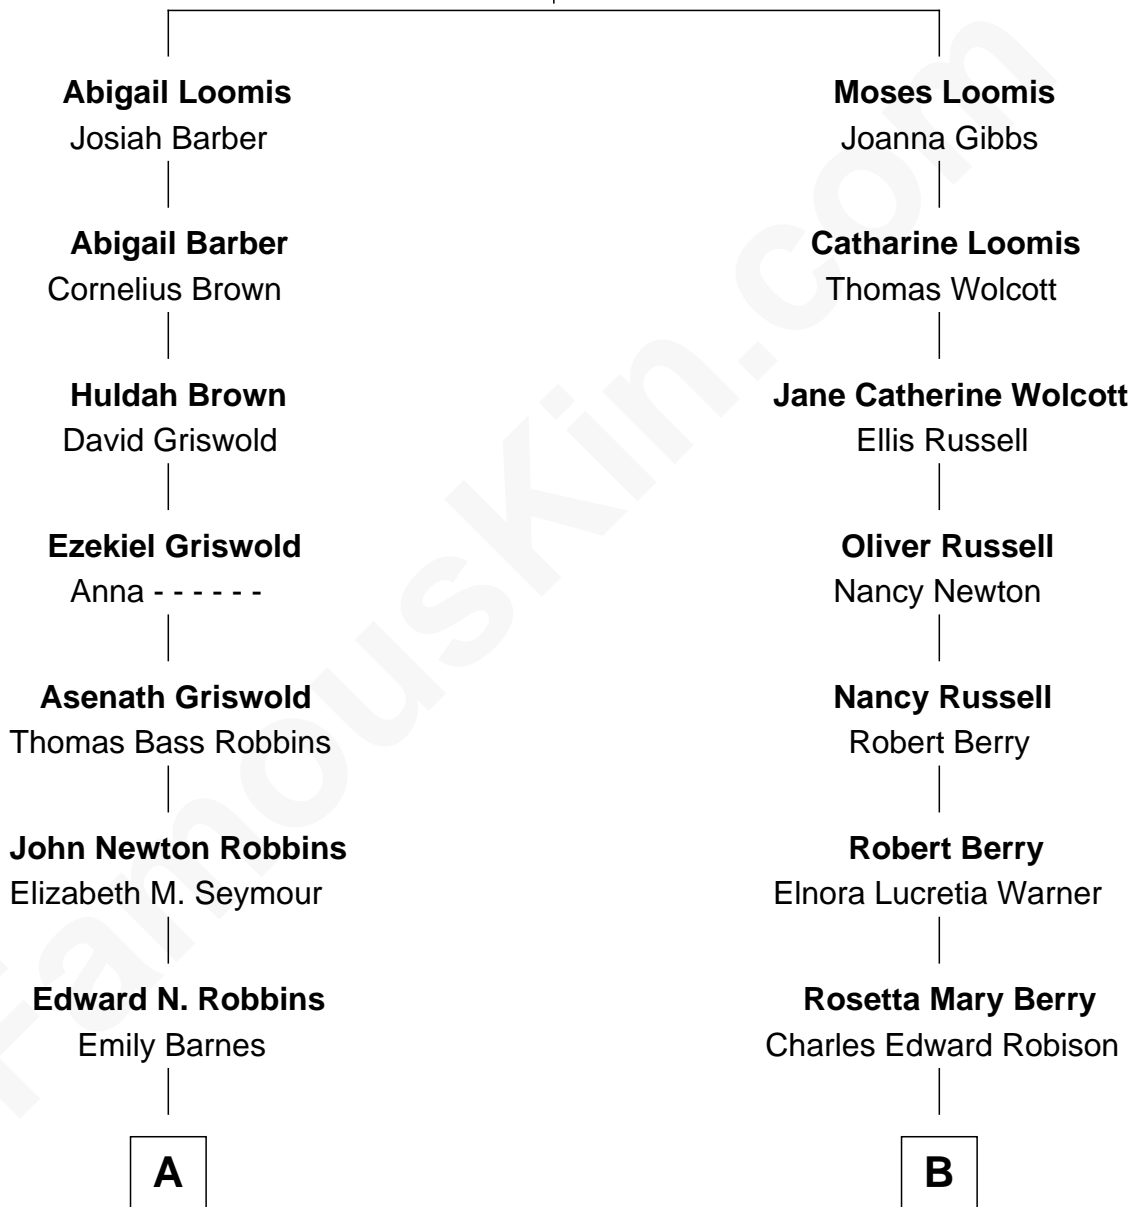 Abigail Loomis
Josiah Barber
Abigail Barber
Cornelius Brown
Huldah Brown
David Griswold
Ezekiel Griswold
Anna - - - - - -
Asenath Griswold
Thomas Bass Robbins
John Newton Robbins
Elizabeth M. Seymour
Edward N. Robbins
Emily Barnes
A
Moses Loomis
Joanna Gibbs
Catharine Loomis
Thomas Wolcott
Jane Catherine Wolcott
Ellis Russell
Oliver Russell
Nancy Newton
Nancy Russell
Robert Berry
Robert Berry
Elnora Lucretia Warner
Rosetta Mary Berry
Charles Edward Robison
B
FamousKin.com